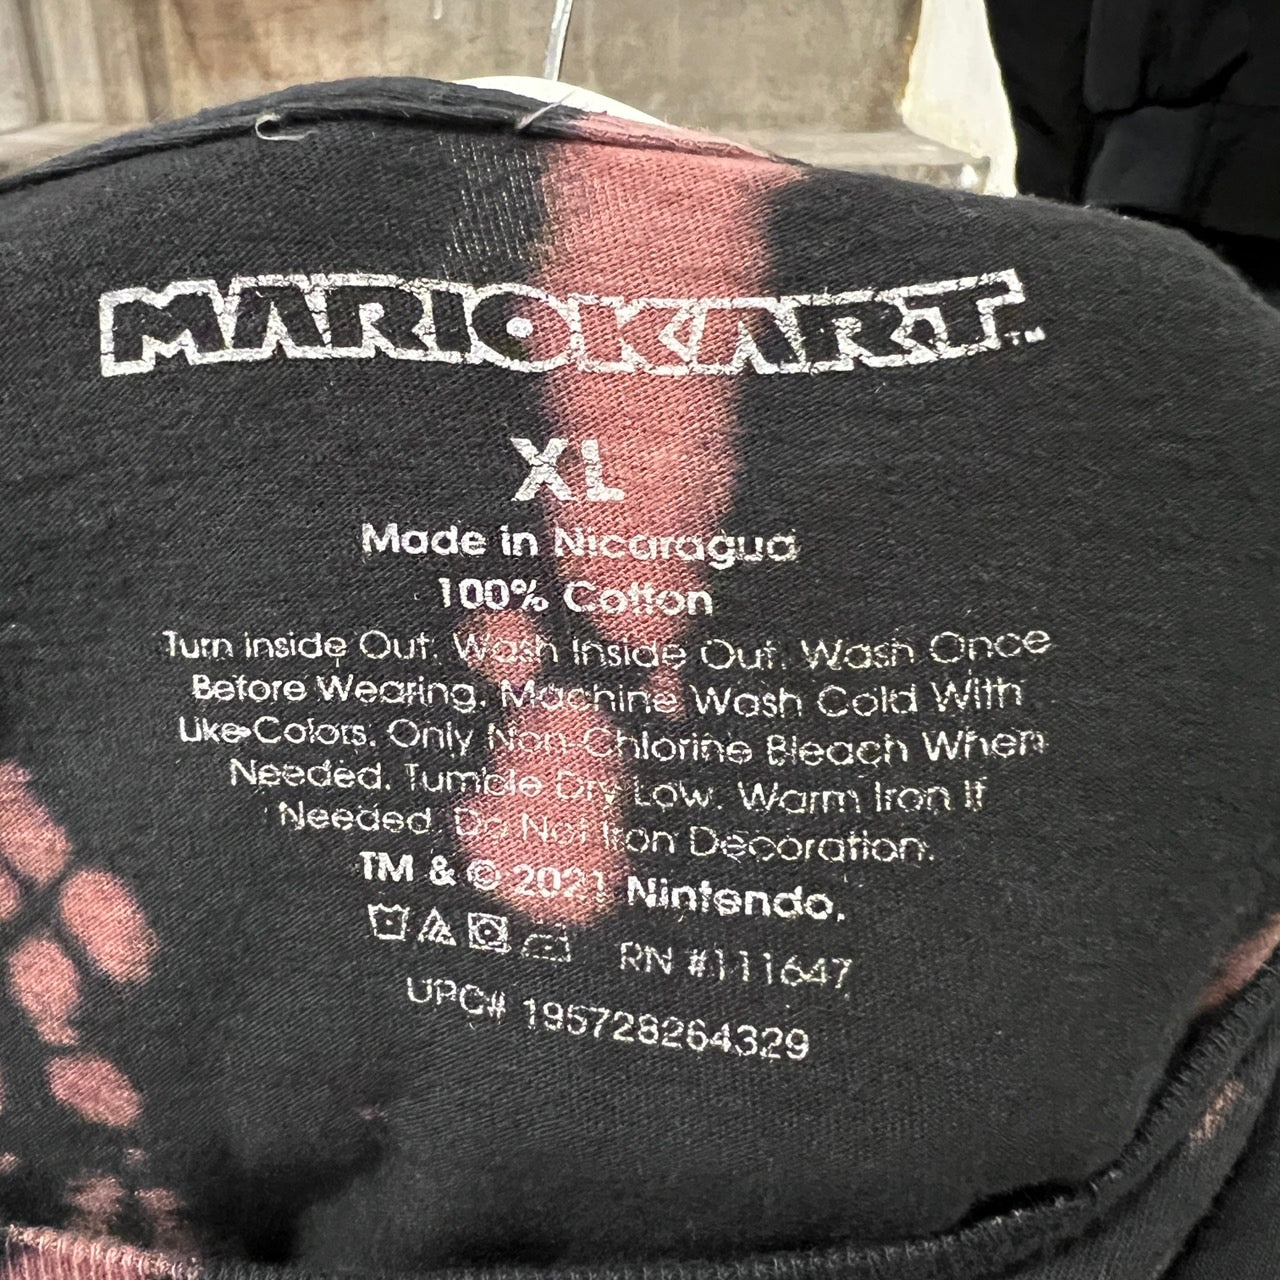 MARIOKART™
XL
Made in Nicaragua
100% Cotton
Turn Inside Out. Wash Inside Out. Wash Once
Before Wearing. Machine Wash Cold With
Like Colors. Only Non-Chlorine Bleach When
Needed. Tumble Dry Low. Warm Iron If
Needed. Do Not Iron Decoration.
TM & © 2021 Nintendo.
RN #111647
UPC# 195728264329